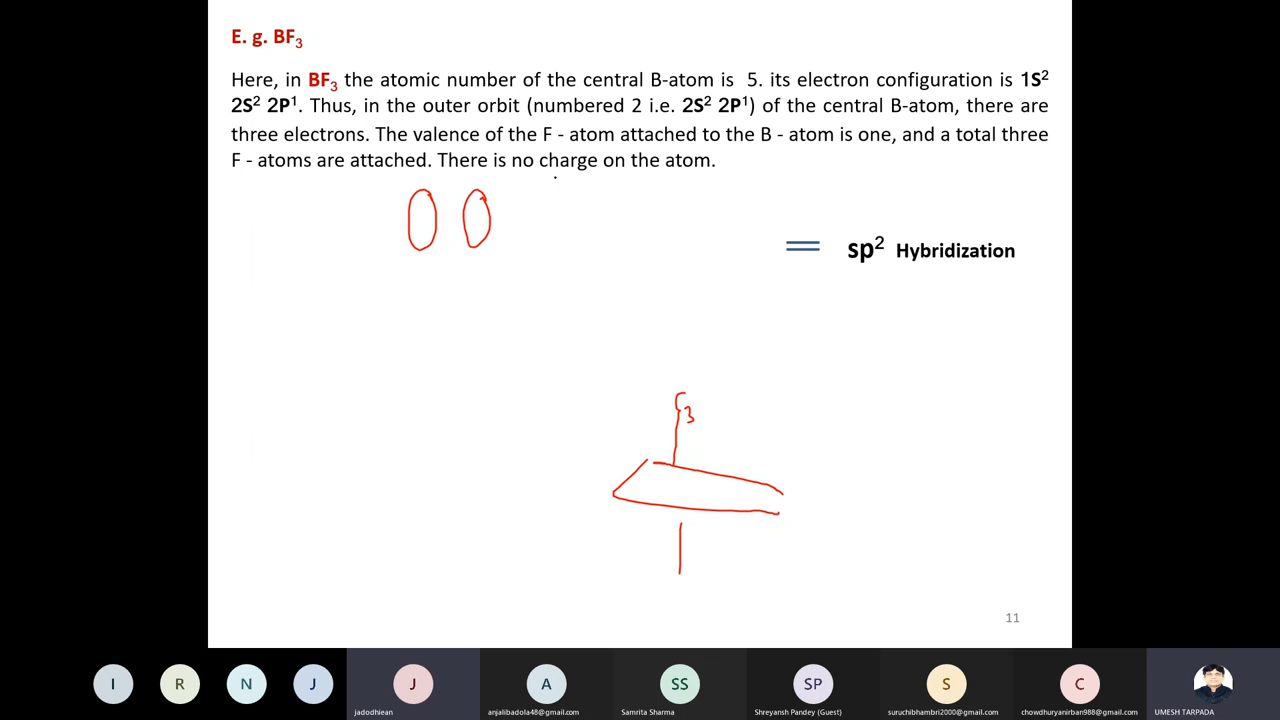 E. g. BF₃
Here, in BF₃ the atomic number of the central B-atom is 5. its electron configuration is 1S²
2S² 2P¹. Thus, in the outer orbit (numbered 2 i.e. 2S² 2P¹) of the central B-atom, there are
three electrons. The valence of the F - atom attached to the B - atom is one, and a total three
F - atoms are attached. There is no charge on the atom.
= sp² Hybridization
11
I R N J J A SS SP S C
jadodhiean anjalibadola48@gmail.com Samrita Sharma Shreyansh Pandey (Guest) suruchibhambri2000@gmail.com chowdhuryanirban988@gmail.com UMESH TARPADA